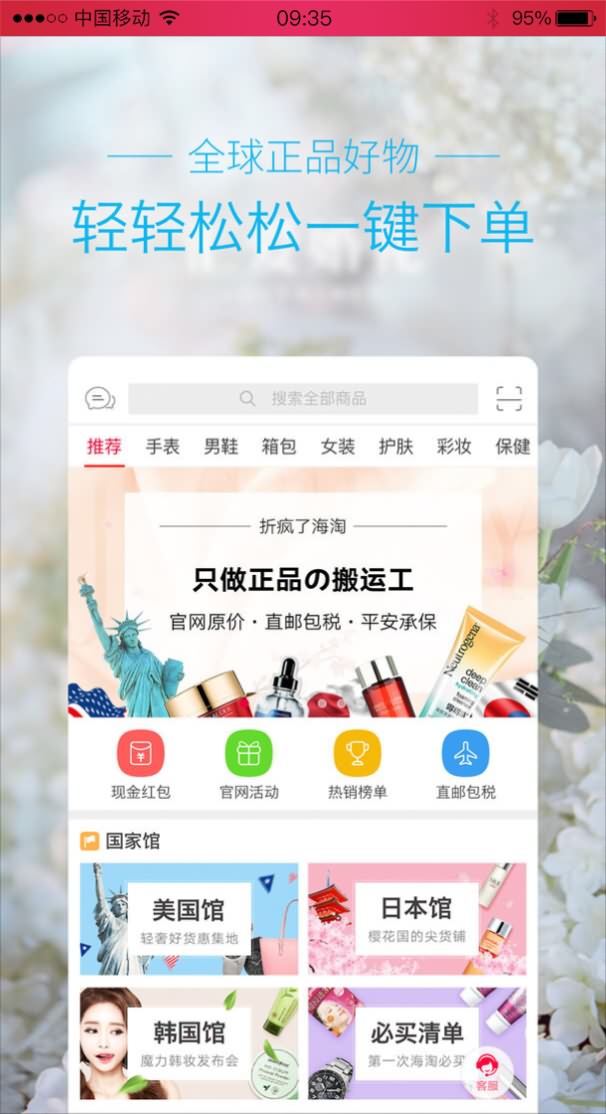 中国移动 09:35 95%
全球正品好物
轻轻松松一键下单
搜索全部商品
推荐 手表 男鞋 箱包 女装 护肤 彩妆 保健
折疯了海淘
只做正品の搬运工
官网原价·直邮包税·平安承保
Neutrogena
deep clean
现金红包 官网活动 热销榜单 直邮包税
国家馆
美国馆
轻奢好货惠集地
日本馆
樱花国的尖货铺
韩国馆
魔力韩妆发布会
必买清单
第一次海淘必买
客服